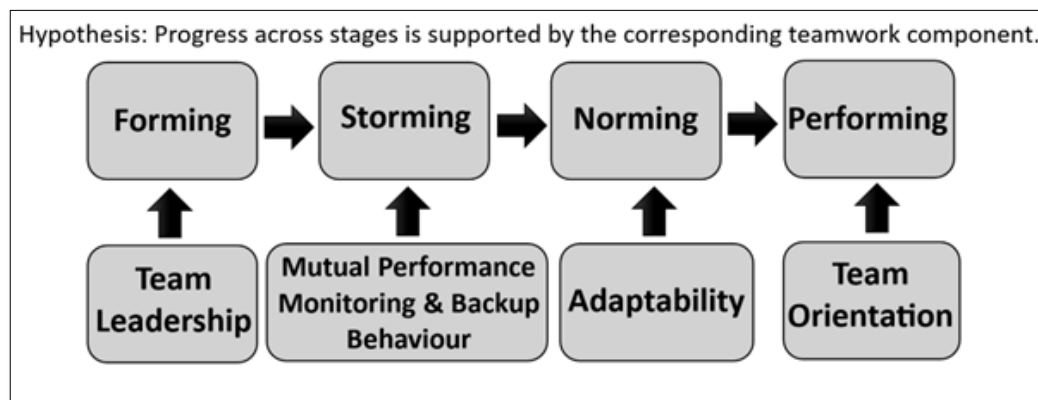 Hypothesis: Progress across stages is supported by the corresponding teamwork component.
Forming
Storming
Norming
Performing
Team
Leadership
Mutual Performance
Monitoring & Backup
Behaviour
Adaptability
Team
Orientation